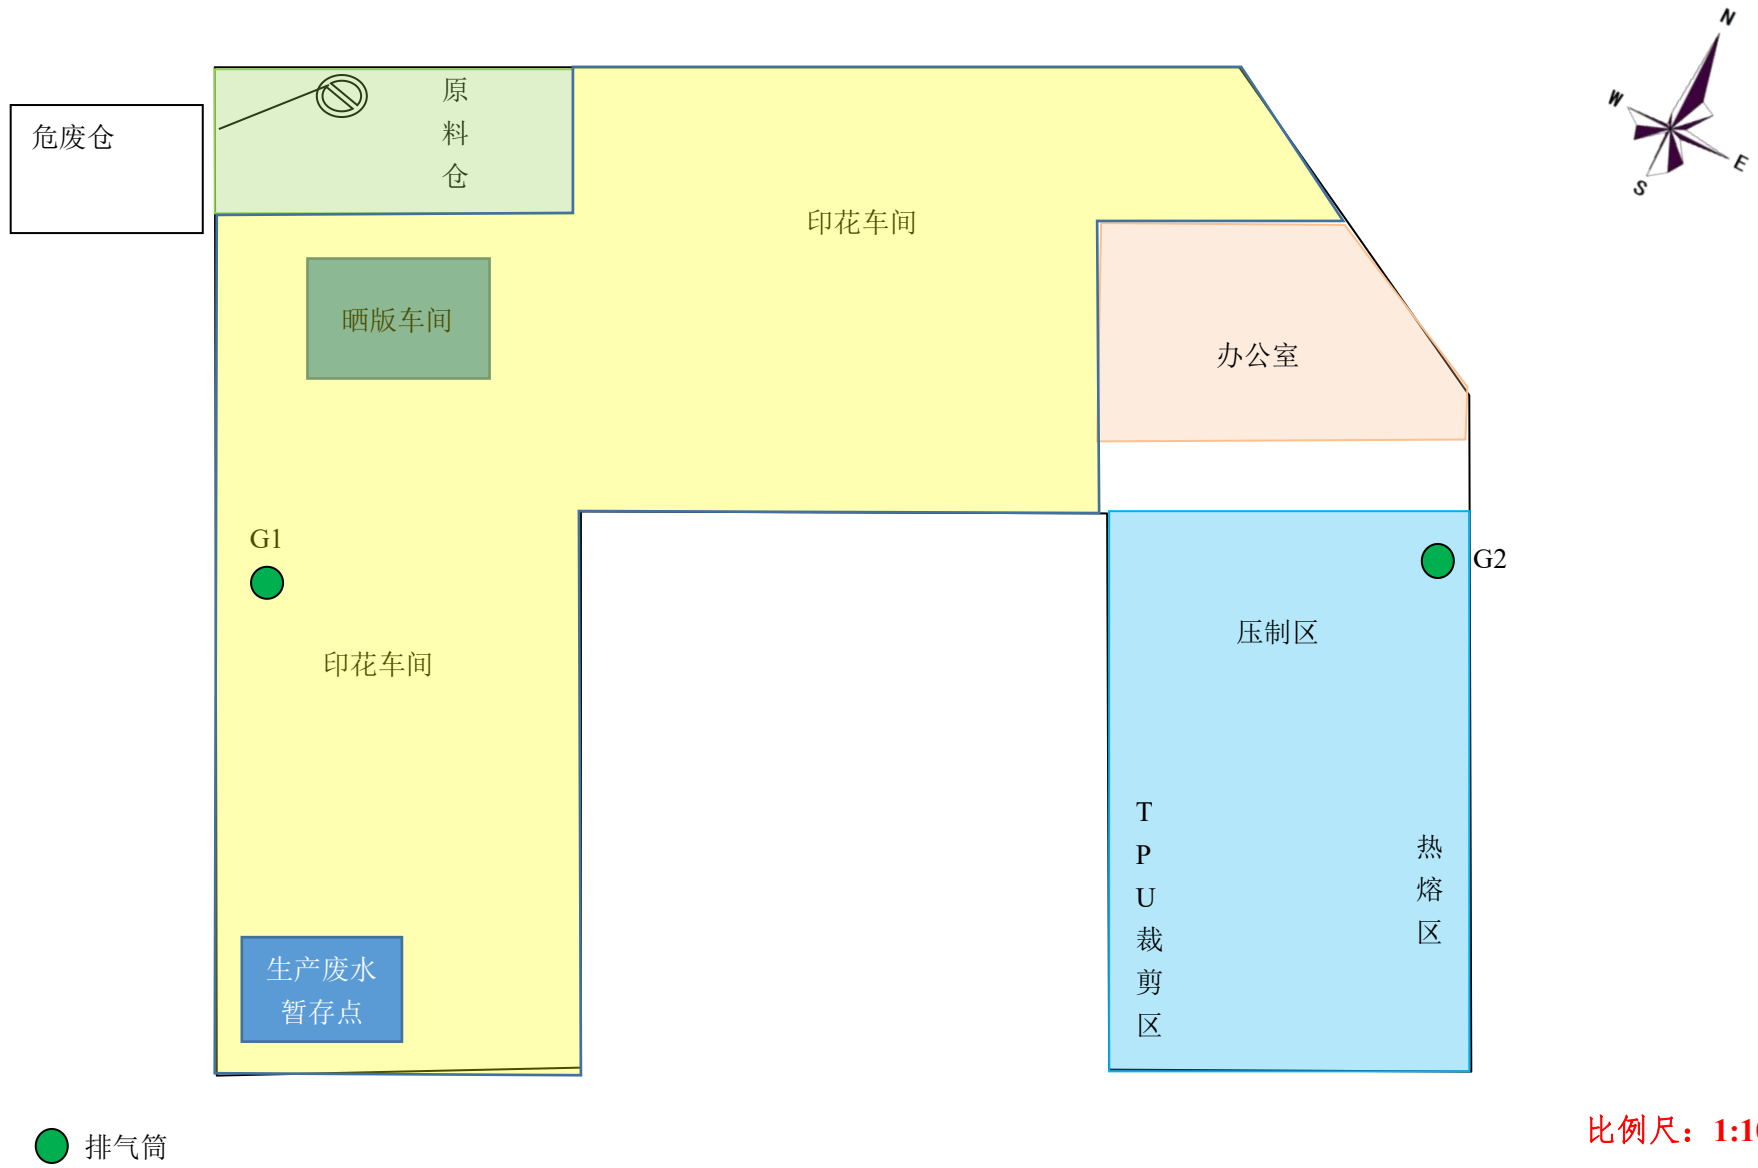 N
W
E
S
危废仓
原
料
仓
印花车间
晒版车间
办公室
G1
G2
印花车间
压制区
T
P
U
裁
剪
区
热
熔
区
生产废水
暂存点
排气筒
比例尺：1:1